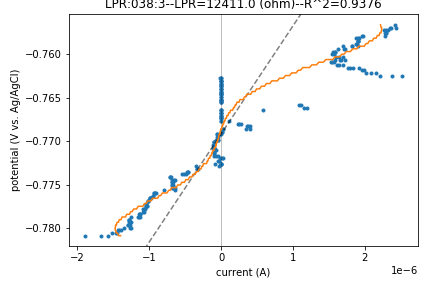 LPR:038:3--LPR=12411.0 (ohm)--R^2=0.9376
potential (V vs. Ag/AgCl)
−0.760
−0.765
−0.770
−0.775
−0.780
−2
−1
0
1
2
1e−6
current (A)